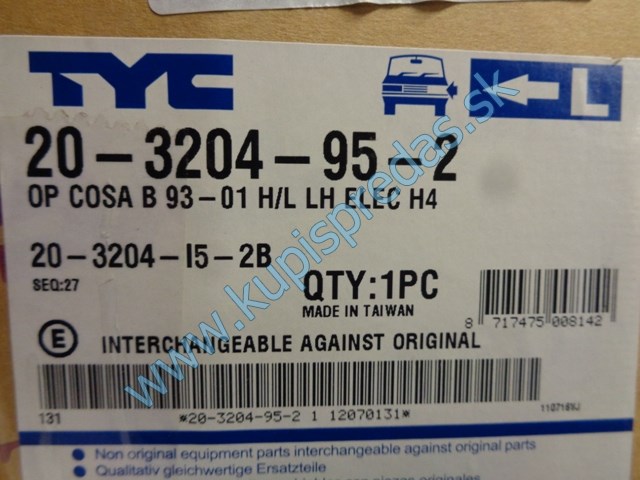 TYC
L
20-3204-95-2
OP COSA B 93-01 H/L LH ELEC H4
20-3204-I5-2B
SEQ:27
QTY:1PC
MADE IN TAIWAN
8 717475 008142
E INTERCHANGEABLE AGAINST ORIGINAL
131 *20-3204-95-2 1 12070131*
Non original equipment parts interchangeable against original parts
Qualitativ gleichwertige Ersatzteile
www.kupispredas.sk